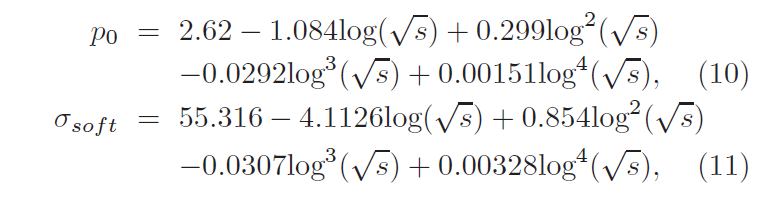 p₀ = 2.62 − 1.084log(√s) + 0.299log²(√s)
−0.0292log³(√s) + 0.00151log⁴(√s), (10)
σ_soft = 55.316 − 4.1126log(√s) + 0.854log²(√s)
−0.0307log³(√s) + 0.00328log⁴(√s), (11)